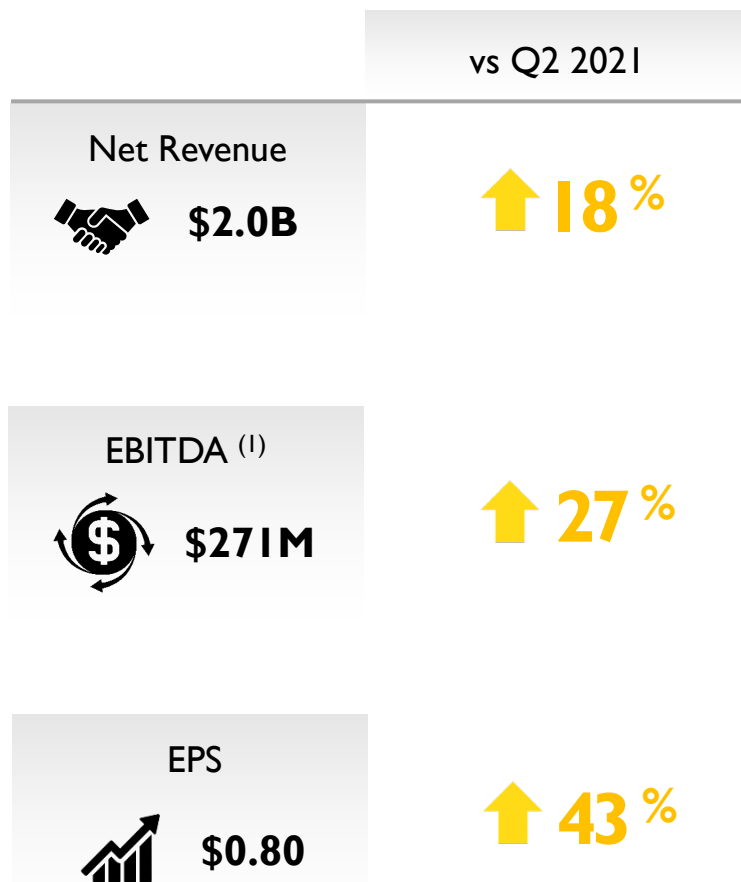 vs Q2 2021
Net Revenue
$2.0B
18%
EBITDA (1)
$271M
27%
EPS
$0.80
43%